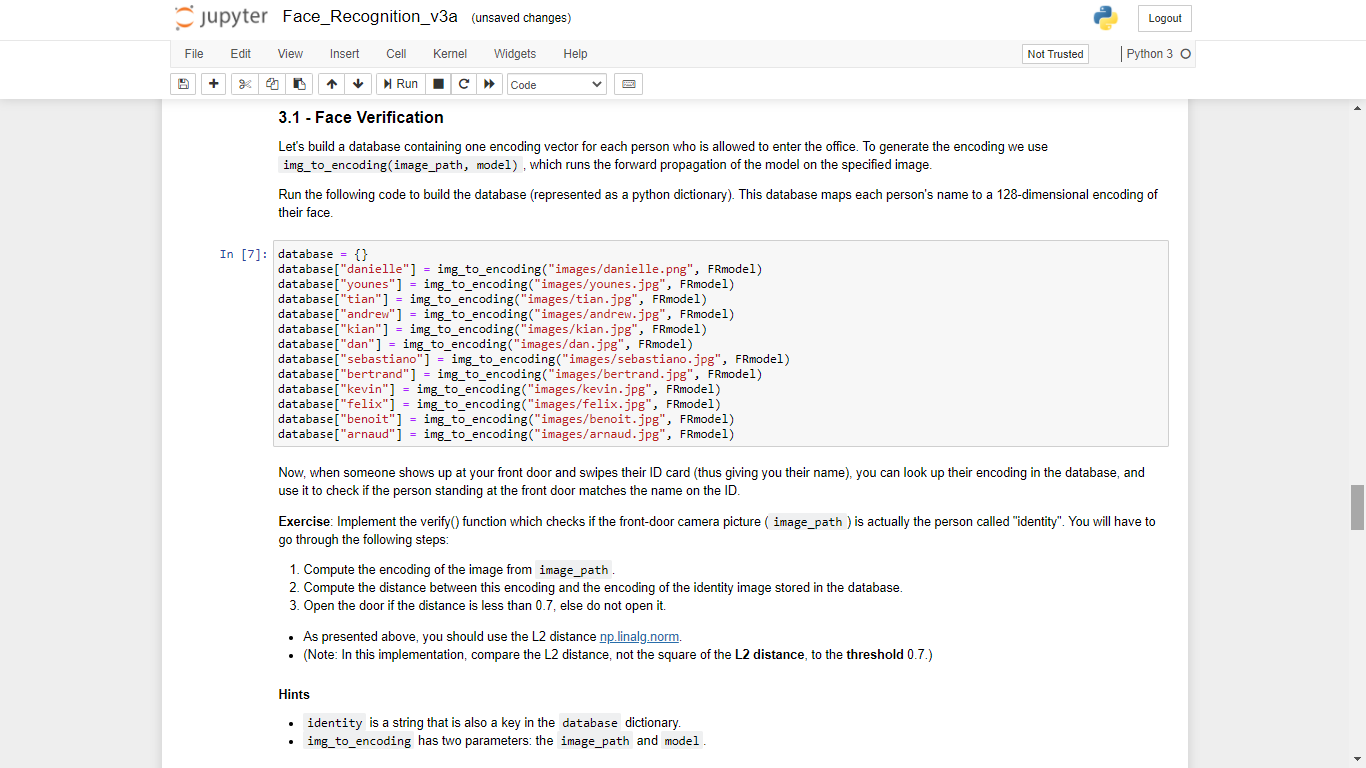 jupyter Face_Recognition_v3a (unsaved changes) Logout
File Edit View Insert Cell Kernel Widgets Help Not Trusted Python 3
Run Code
3.1 - Face Verification
Let's build a database containing one encoding vector for each person who is allowed to enter the office. To generate the encoding we use
img_to_encoding(image_path, model) , which runs the forward propagation of the model on the specified image.
Run the following code to build the database (represented as a python dictionary). This database maps each person's name to a 128-dimensional encoding of
their face.
In [7]: database = {}
database["danielle"] = img_to_encoding("images/danielle.png", FRmodel)
database["younes"] = img_to_encoding("images/younes.jpg", FRmodel)
database["tian"] = img_to_encoding("images/tian.jpg", FRmodel)
database["andrew"] = img_to_encoding("images/andrew.jpg", FRmodel)
database["kian"] = img_to_encoding("images/kian.jpg", FRmodel)
database["dan"] = img_to_encoding("images/dan.jpg", FRmodel)
database["sebastiano"] = img_to_encoding("images/sebastiano.jpg", FRmodel)
database["bertrand"] = img_to_encoding("images/bertrand.jpg", FRmodel)
database["kevin"] = img_to_encoding("images/kevin.jpg", FRmodel)
database["felix"] = img_to_encoding("images/felix.jpg", FRmodel)
database["benoit"] = img_to_encoding("images/benoit.jpg", FRmodel)
database["arnaud"] = img_to_encoding("images/arnaud.jpg", FRmodel)
Now, when someone shows up at your front door and swipes their ID card (thus giving you their name), you can look up their encoding in the database, and
use it to check if the person standing at the front door matches the name on the ID.
Exercise: Implement the verify() function which checks if the front-door camera picture ( image_path ) is actually the person called "identity". You will have to
go through the following steps:
1. Compute the encoding of the image from image_path .
2. Compute the distance between this encoding and the encoding of the identity image stored in the database.
3. Open the door if the distance is less than 0.7, else do not open it.
• As presented above, you should use the L2 distance np.linalg.norm.
• (Note: In this implementation, compare the L2 distance, not the square of the L2 distance, to the threshold 0.7.)
Hints
• identity is a string that is also a key in the database dictionary.
• img_to_encoding has two parameters: the image_path and model .